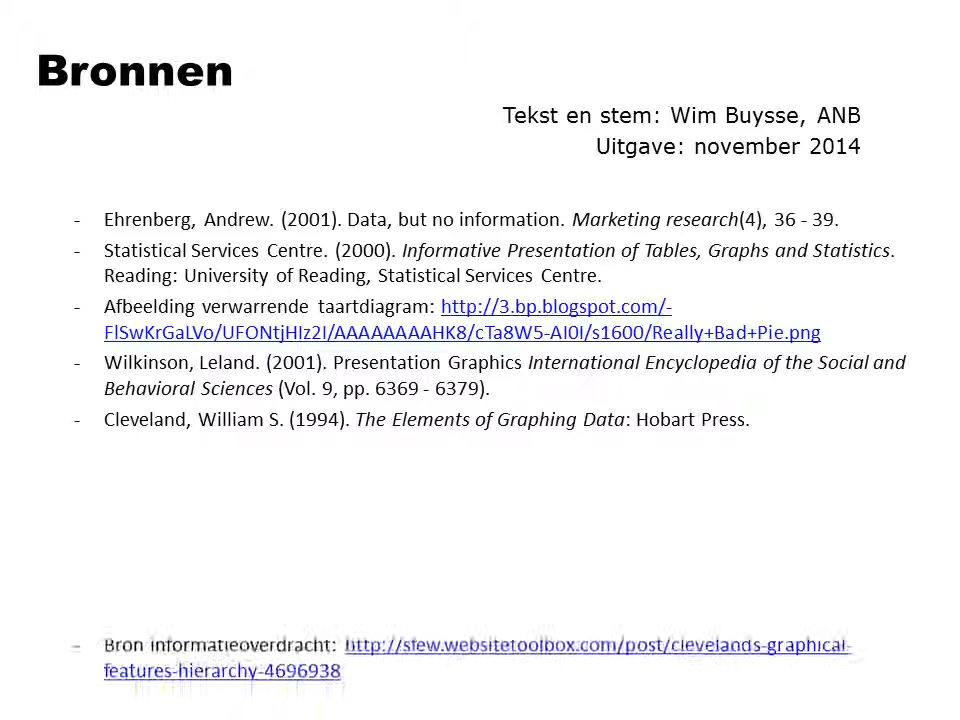 Bronnen
Tekst en stem: Wim Buysse, ANB
Uitgave: november 2014
- Ehrenberg, Andrew. (2001). Data, but no information. Marketing research(4), 36 - 39.
- Statistical Services Centre. (2000). Informative Presentation of Tables, Graphs and Statistics.
Reading: University of Reading, Statistical Services Centre.
- Afbeelding verwarrende taartdiagram: http://3.bp.blogspot.com/-
FlSwKrGaLVo/UFONtjHIz2I/AAAAAAAAHK8/cTa8W5-AI0I/s1600/Really+Bad+Pie.png
- Wilkinson, Leland. (2001). Presentation Graphics International Encyclopedia of the Social and
Behavioral Sciences (Vol. 9, pp. 6369 - 6379).
- Cleveland, William S. (1994). The Elements of Graphing Data: Hobart Press.
- Bron informatieoverdracht: http://sfew.websitetoolbox.com/post/clevelands-graphical-
features-hierarchy-4696938